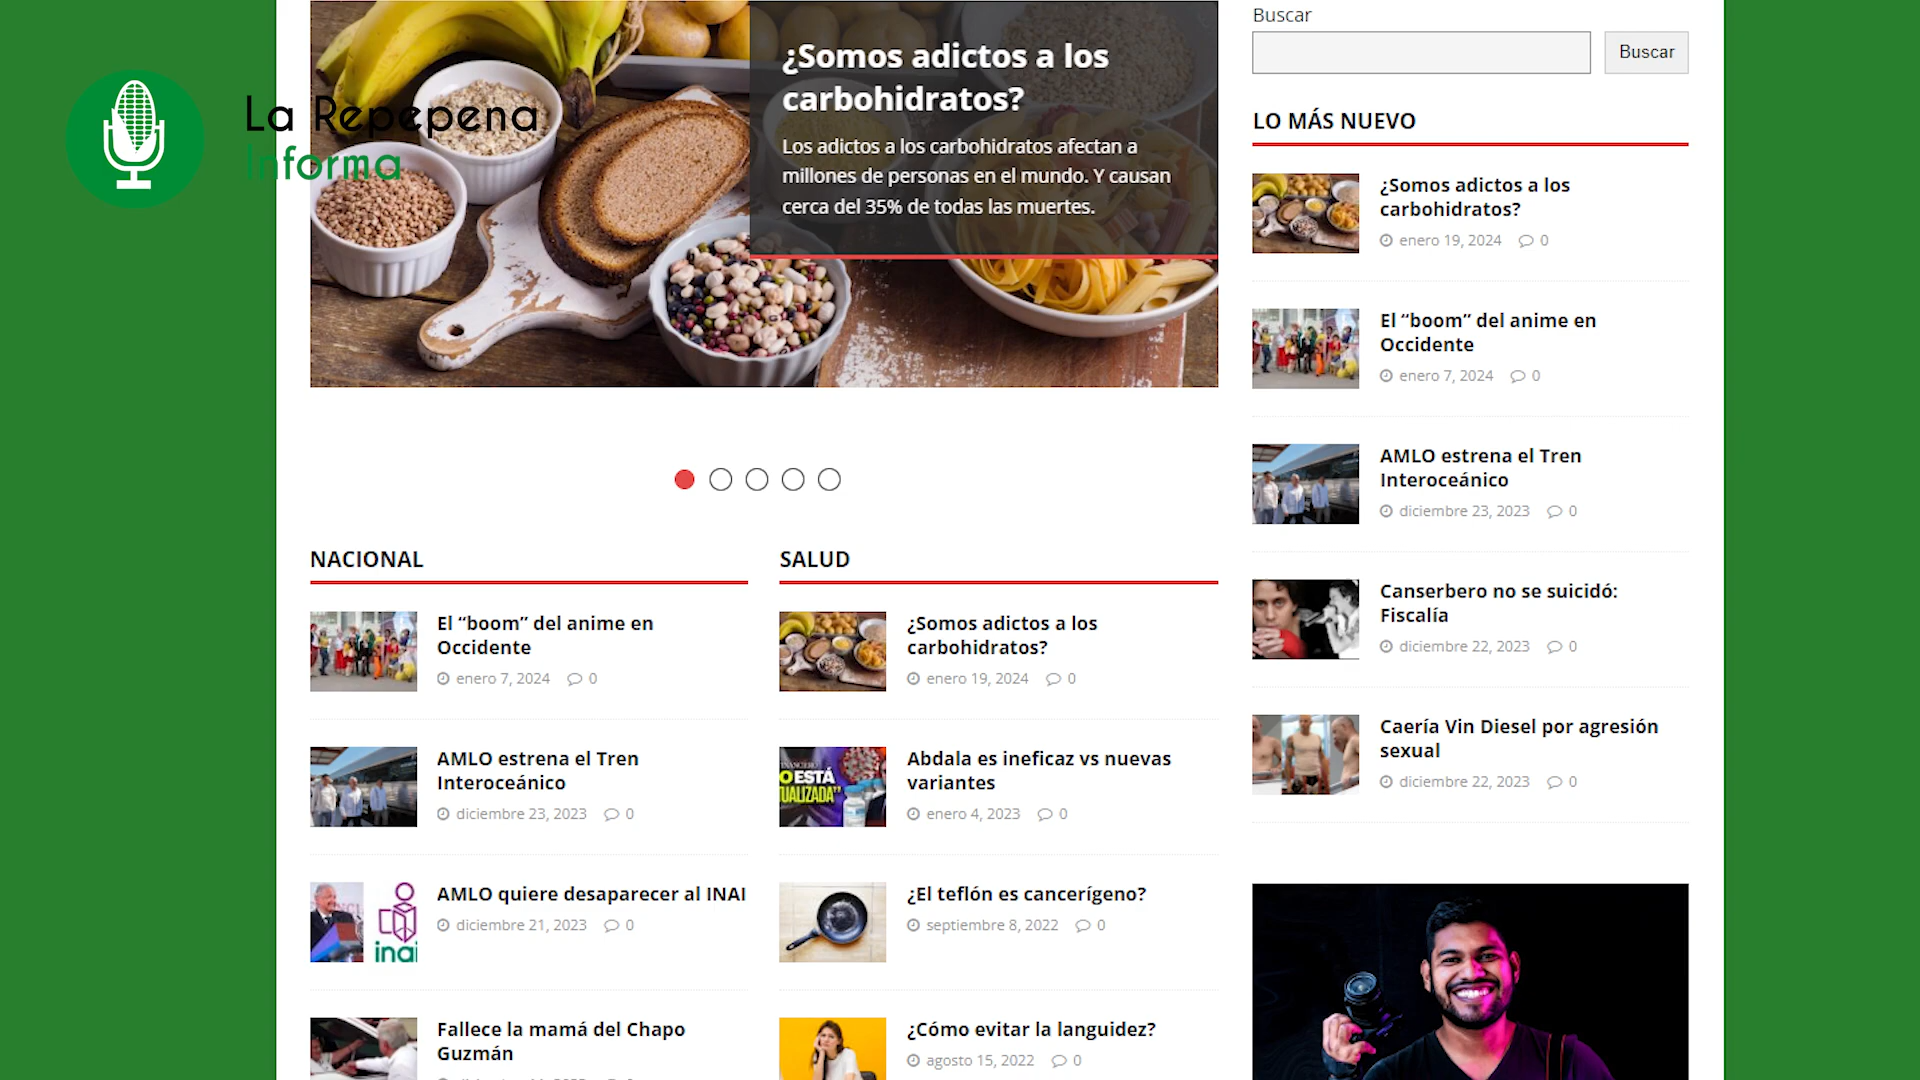 La Repepena
Informa
¿Somos adictos a los
carbohidratos?
Los adictos a los carbohidratos afectan a
millones de personas en el mundo. Y causan
cerca del 35% de todas las muertes.
NACIONAL
El “boom” del anime en
Occidente
enero 7, 2024 0
AMLO estrena el Tren
Interoceánico
diciembre 23, 2023 0
AMLO quiere desaparecer al INAI
diciembre 21, 2023 0
inai
Fallece la mamá del Chapo
Guzmán
SALUD
¿Somos adictos a los
carbohidratos?
enero 19, 2024 0
Abdala es ineficaz vs nuevas
variantes
enero 4, 2023 0
O ESTÁ
TUALIZADA”
¿El teflón es cancerígeno?
septiembre 8, 2022 0
¿Cómo evitar la languidez?
agosto 15, 2022 0
Buscar
Buscar
LO MÁS NUEVO
¿Somos adictos a los
carbohidratos?
enero 19, 2024 0
El “boom” del anime en
Occidente
enero 7, 2024 0
AMLO estrena el Tren
Interoceánico
diciembre 23, 2023 0
Canserbero no se suicidó:
Fiscalía
diciembre 22, 2023 0
Caería Vin Diesel por agresión
sexual
diciembre 22, 2023 0